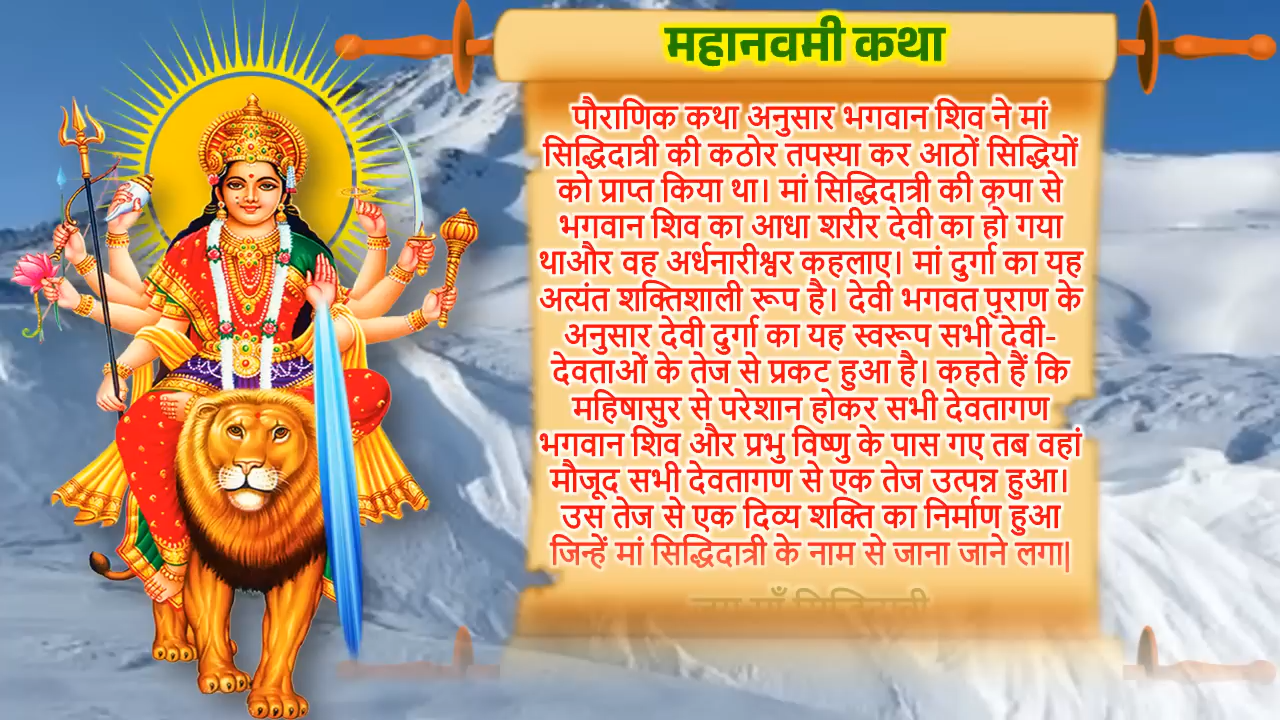 महानवमी कथा
पौराणिक कथा अनुसार भगवान शिव ने मां
सिद्धिदात्री की कठोर तपस्या कर आठों सिद्धियों
को प्राप्त किया था। मां सिद्धिदात्री की कृपा से
भगवान शिव का आधा शरीर देवी का हो गया
थाऔर वह अर्धनारीश्वर कहलाए। मां दुर्गा का यह
अत्यंत शक्तिशाली रूप है। देवी भगवत पुराण के
अनुसार देवी दुर्गा का यह स्वरूप सभी देवी-
देवताओं के तेज से प्रकट हुआ है। कहते हैं कि
महिषासुर से परेशान होकर सभी देवतागण
भगवान शिव और प्रभु विष्णु के पास गए तब वहां
मौजूद सभी देवतागण से एक तेज उत्पन्न हुआ।
उस तेज से एक दिव्य शक्ति का निर्माण हुआ
जिन्हें मां सिद्धिदात्री के नाम से जाना जाने लगा|
माँ सिद्धिदात्री